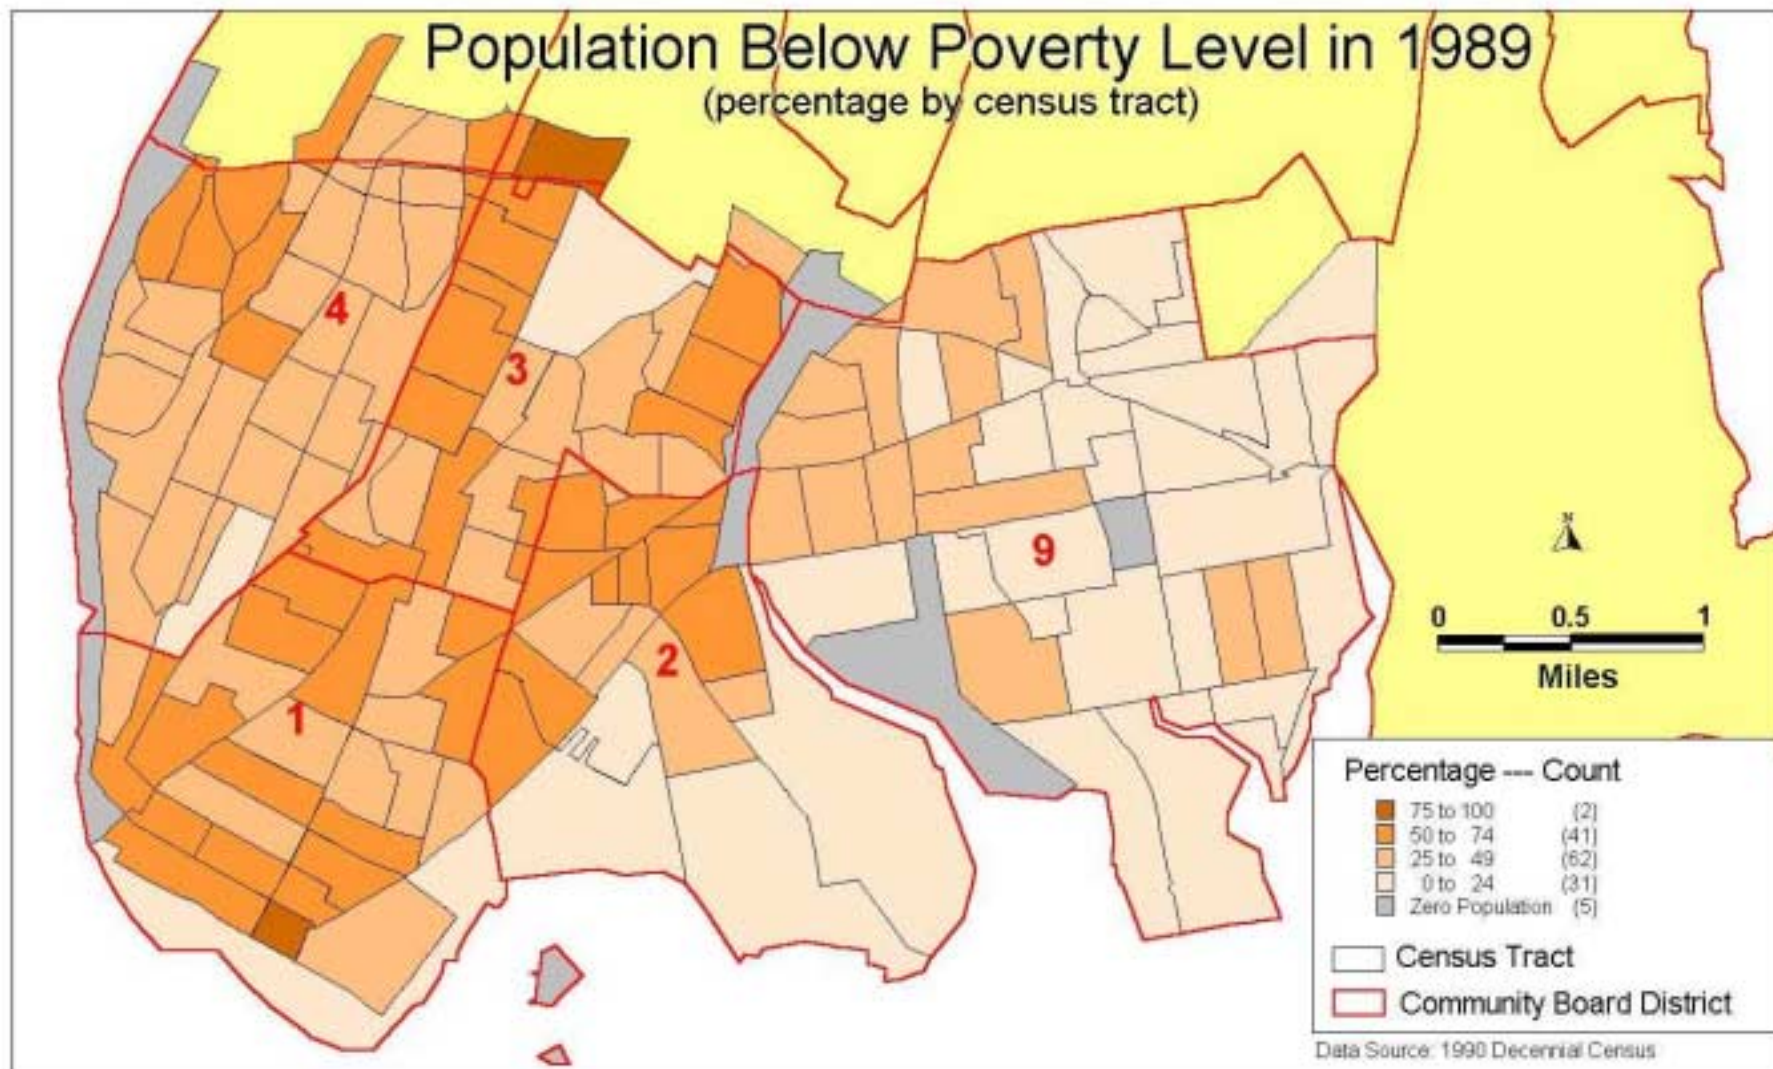 Population Below Poverty Level in 1989
(percentage by census tract)
4
3
9
2
1
N
0 0.5 1
Miles
Percentage --- Count
75 to 100 (2)
50 to 74 (41)
25 to 49 (62)
0 to 24 (31)
Zero Population (5)
Census Tract
Community Board District
Data Source: 1990 Decennial Census